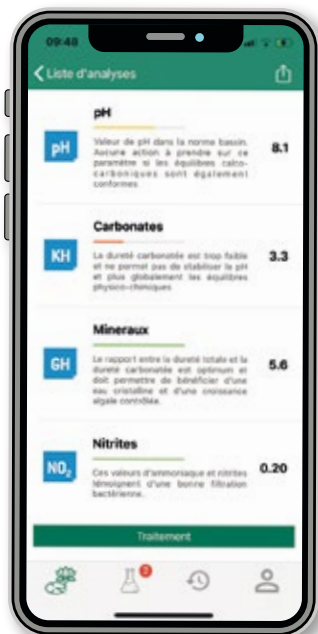 09:48
Liste d'analyses
pH
pH
Valeur de pH dans la norme bassin.
Aucune action à prendre sur ce
paramètre si les équilibres calco-
carboniques sont également
conformes
8.1
Carbonates
KH
La dureté carbonatée est trop faible
et ne permet pas de stabiliser le pH
et plus globalement les équilibres
physico-chimiques
3.3
Mineraux
GH
Le rapport entre la dureté totale et la
dureté carbonatée est optimum et
doit permettre de bénéficier d'une
eau cristalline et d'une croissance
algale contrôlée.
5.6
Nitrites
NO₂
Ces valeurs d'ammoniaque et nitrites
témoignent d'une bonne filtration
bactérienne.
0.20
Traitement